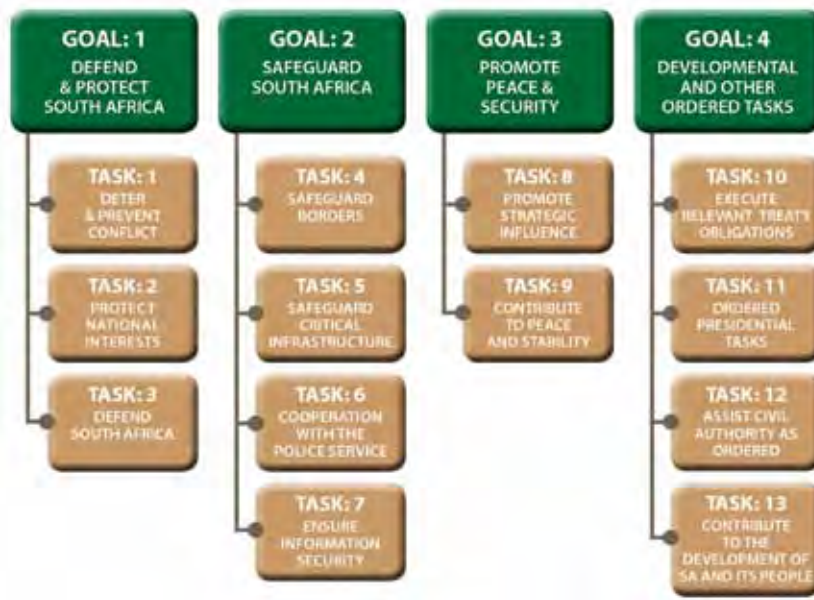 GOAL: 1
DEFEND
& PROTECT
SOUTH AFRICA
TASK: 1
DETER
& PREVENT
CONFLICT
TASK: 2
PROTECT
NATIONAL
INTERESTS
TASK: 3
DEFEND
SOUTH AFRICA
GOAL: 2
SAFEGUARD
SOUTH AFRICA
TASK: 4
SAFEGUARD
BORDERS
TASK: 5
SAFEGUARD
CRITICAL
INFRASTRUCTURE
TASK: 6
COOPERATION
WITH THE
POLICE SERVICE
TASK: 7
ENSURE
INFORMATION
SECURITY
GOAL: 3
PROMOTE
PEACE &
SECURITY
TASK: 8
PROMOTE
STRATEGIC
INFLUENCE
TASK: 9
CONTRIBUTE
TO PEACE
AND STABILITY
GOAL: 4
DEVELOPMENTAL
AND OTHER
ORDERED TASKS
TASK: 10
EXECUTE
RELEVANT TREATY
OBLIGATIONS
TASK: 11
ORDERED
PRESIDENTIAL
TASKS
TASK: 12
ASSIST CIVIL
AUTHORITY AS
ORDERED
TASK: 13
CONTRIBUTE
TO THE
DEVELOPMENT OF
SA AND ITS PEOPLE